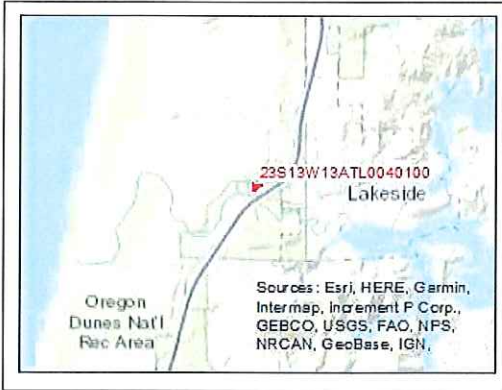 23S13W13ATL0040100
Lakeside
Oregon
Dunes Nat'l
Rec Area
Sources: Esri, HERE, Garmin,
Intermap, increment P Corp.,
GEBCO, USGS, FAO, NPS,
NRCAN, GeoBase, IGN,